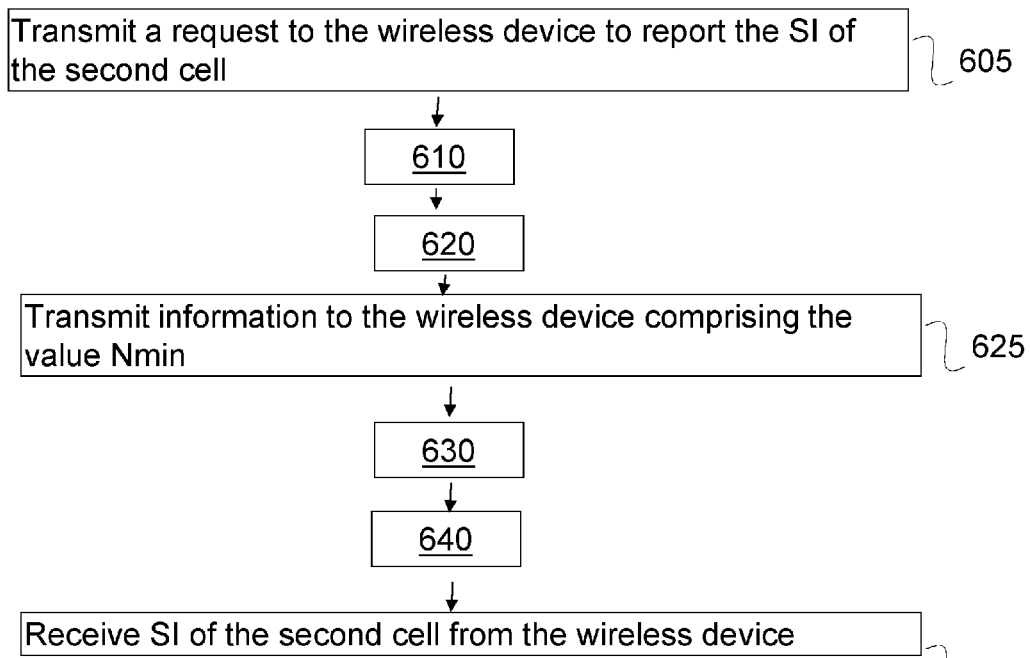 Transmit a request to the wireless device to report the SI of
the second cell
605
610
620
Transmit information to the wireless device comprising the
value Nmin
625
630
640
Receive SI of the second cell from the wireless device